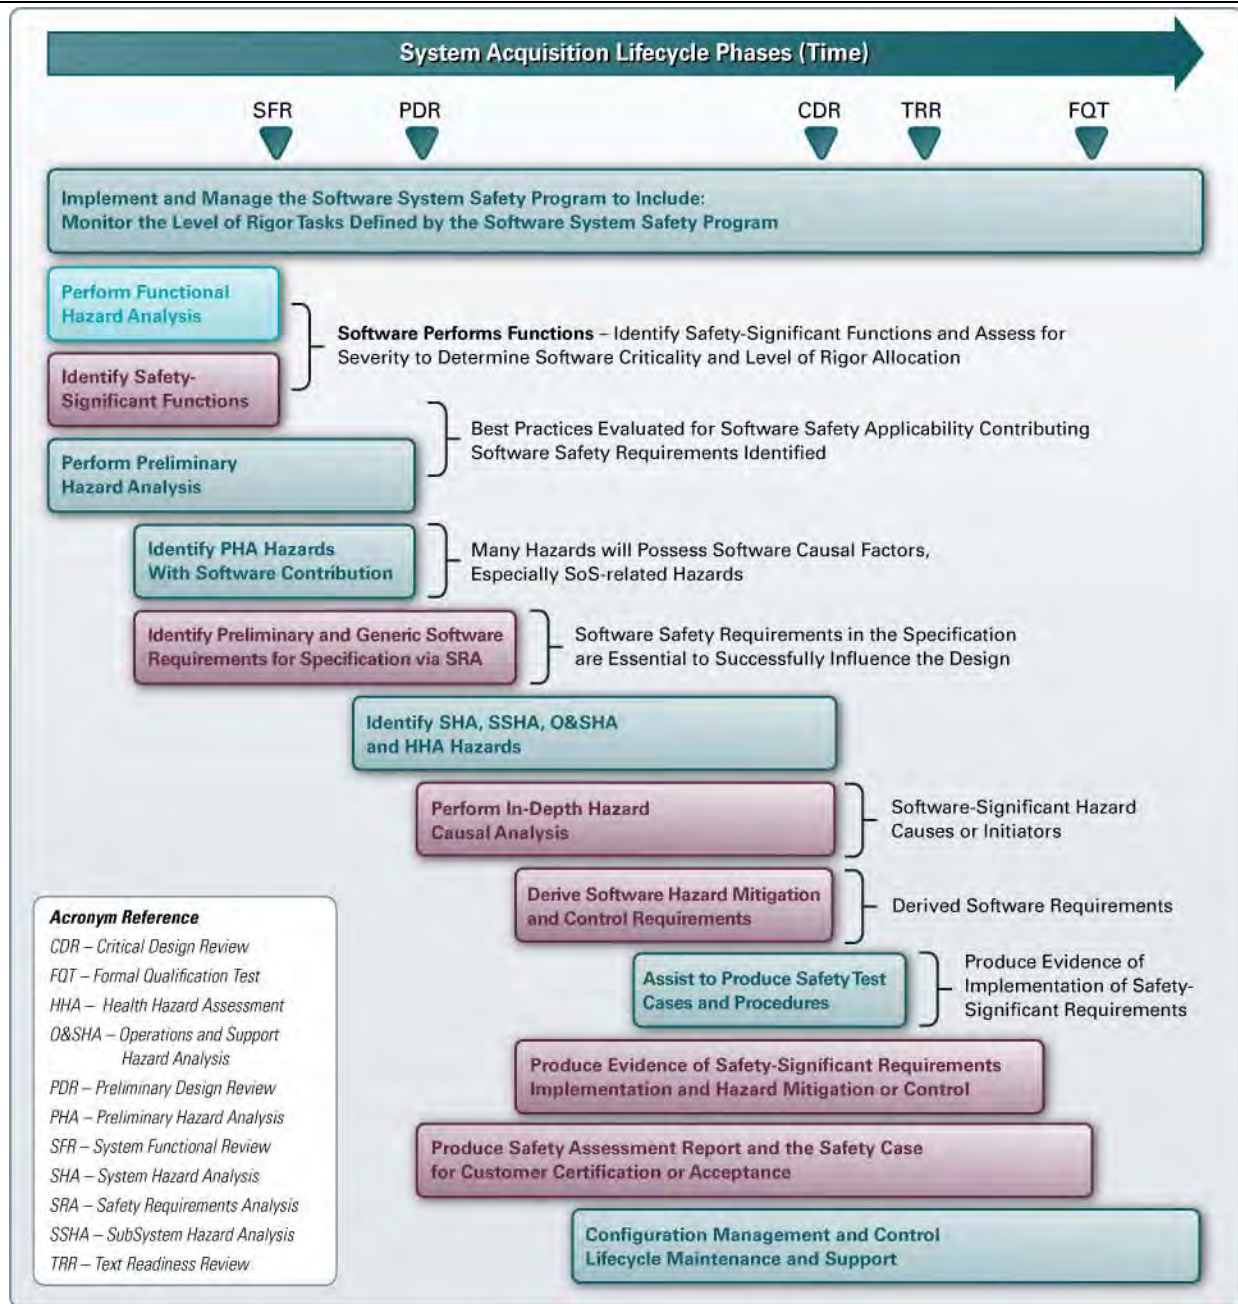 System Acquisition Lifecycle Phases (Time)
SFR
PDR
CDR
TRR
FQT
Implement and Manage the Software System Safety Program to Include:
Monitor the Level of Rigor Tasks Defined by the Software System Safety Program
Perform Functional
Hazard Analysis
Software Performs Functions – Identify Safety-Significant Functions and Assess for
Severity to Determine Software Criticality and Level of Rigor Allocation
Identify Safety-
Significant Functions
Best Practices Evaluated for Software Safety Applicability Contributing
Software Safety Requirements Identified
Perform Preliminary
Hazard Analysis
Identify PHA Hazards
With Software Contribution
Many Hazards will Possess Software Causal Factors,
Especially SoS-related Hazards
Identify Preliminary and Generic Software
Requirements for Specification via SRA
Software Safety Requirements in the Specification
are Essential to Successfully Influence the Design
Identify SHA, SSHA, O&SHA
and HHA Hazards
Perform In-Depth Hazard
Causal Analysis
Software-Significant Hazard
Causes or Initiators
Derive Software Hazard Mitigation
and Control Requirements
Derived Software Requirements
Assist to Produce Safety Test
Cases and Procedures
Produce Evidence of
Implementation of Safety-
Significant Requirements
Produce Evidence of Safety-Significant Requirements
Implementation and Hazard Mitigation or Control
Produce Safety Assessment Report and the Safety Case
for Customer Certification or Acceptance
Configuration Management and Control
Lifecycle Maintenance and Support
Acronym Reference
CDR – Critical Design Review
FQT – Formal Qualification Test
HHA – Health Hazard Assessment
O&SHA – Operations and Support
Hazard Analysis
PDR – Preliminary Design Review
PHA – Preliminary Hazard Analysis
SFR – System Functional Review
SHA – System Hazard Analysis
SRA – Safety Requirements Analysis
SSHA – SubSystem Hazard Analysis
TRR – Text Readiness Review